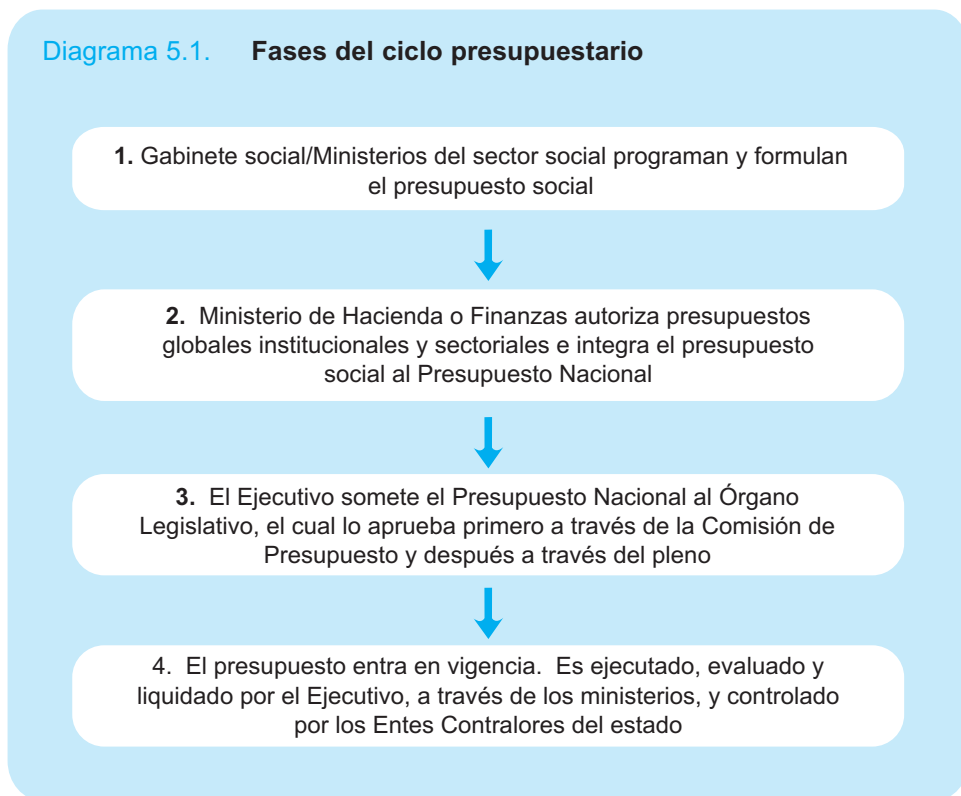 Diagrama 5.1. Fases del ciclo presupuestario
1. Gabinete social/Ministerios del sector social programan y formulan
el presupuesto social
2. Ministerio de Hacienda o Finanzas autoriza presupuestos
globales institucionales y sectoriales e integra el presupuesto
social al Presupuesto Nacional
3. El Ejecutivo somete el Presupuesto Nacional al Órgano
Legislativo, el cual lo aprueba primero a través de la Comisión de
Presupuesto y después a través del pleno
4. El presupuesto entra en vigencia. Es ejecutado, evaluado y
liquidado por el Ejecutivo, a través de los ministerios, y controlado
por los Entes Contralores del estado